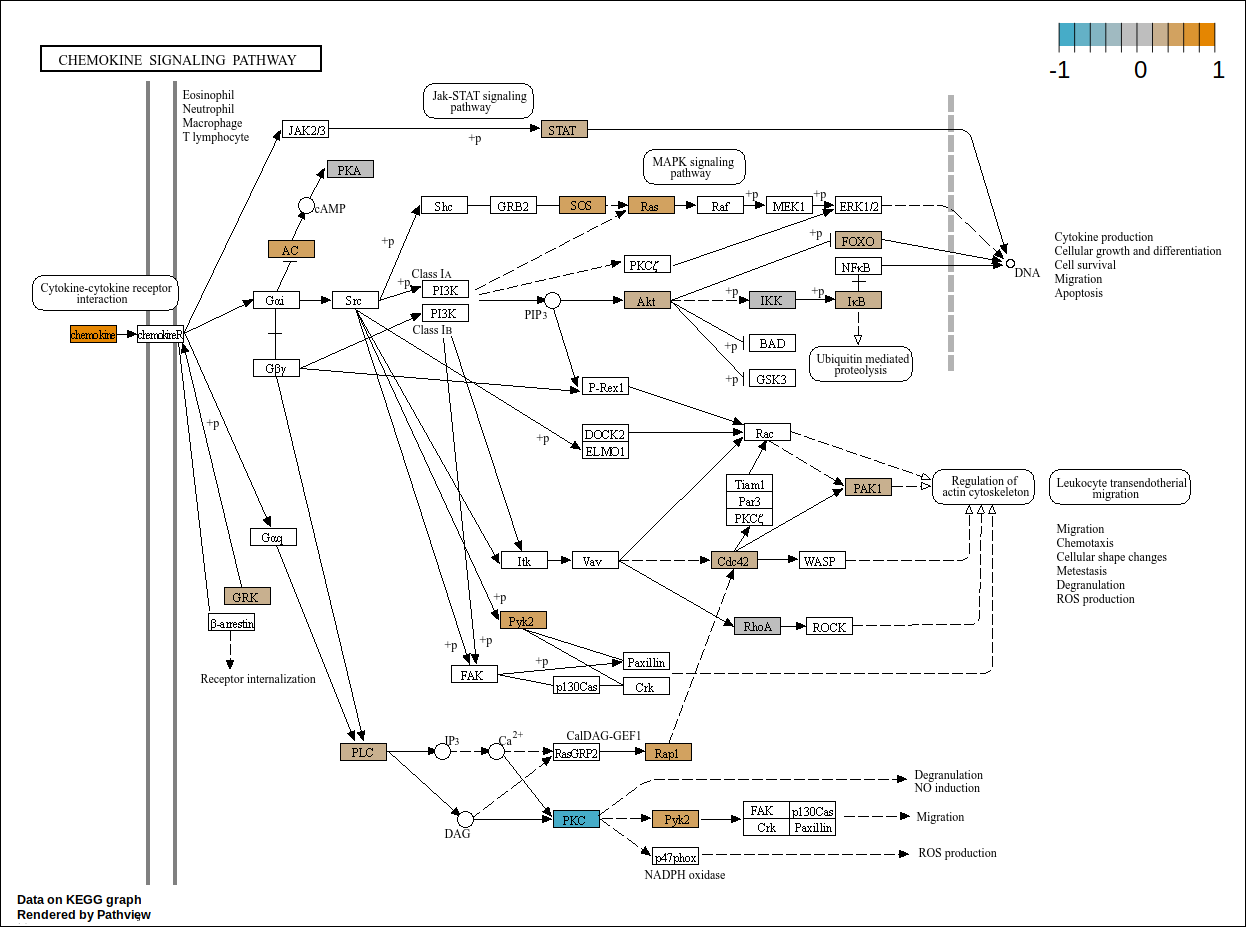 CHEMOKINE SIGNALING PATHWAY
-1 0 1
Eosinophil
Neutrophil
Macrophage
T lymphocyte
Jak-STAT signaling
pathway
JAK2/3
+p
STAT
MAPK signaling
pathway
PKA
cAMP
AC
Shc
GRB2
SOS
Ras
Raf
+p
MEK1
+p
ERK1/2
+p
+p
FOXO
Cytokine production
Cellular growth and differentiation
Cell survival
Migration
Apoptosis
DNA
PKCζ
NFκB
Class IA
+p
PI3K
PI3K
Class IB
Cytokine-cytokine receptor
interaction
Gαi
Src
PIP3
Akt
+p
IKK
+p
IκB
chemokine
chemokineR
+p
BAD
Ubiquitin mediated
proteolysis
Gβγ
+p
GSK3
P-Rex1
+p
+p
DOCK2
ELMO1
Rac
Tiam1
Par3
PKCζ
PAK1
Regulation of
actin cytoskeleton
Leukocyte transendotherial
migration
Gαq
Itk
Vav
Cdc42
WASP
Migration
Chemotaxis
Cellular shape changes
Metestasis
Degranulation
ROS production
GRK
β-arrestin
+p
Pyk2
RhoA
ROCK
Receptor internalization
+p
+p
FAK
+p
Paxillin
p130Cas
Crk
PLC
IP3
Ca2+
CalDAG-GEF1
RasGRP2
Rap1
Degranulation
NO induction
DAG
PKC
Pyk2
FAK
p130Cas
Crk
Paxillin
Migration
p47phox
NADPH oxidase
ROS production
Data on KEGG graph
Rendered by Pathview